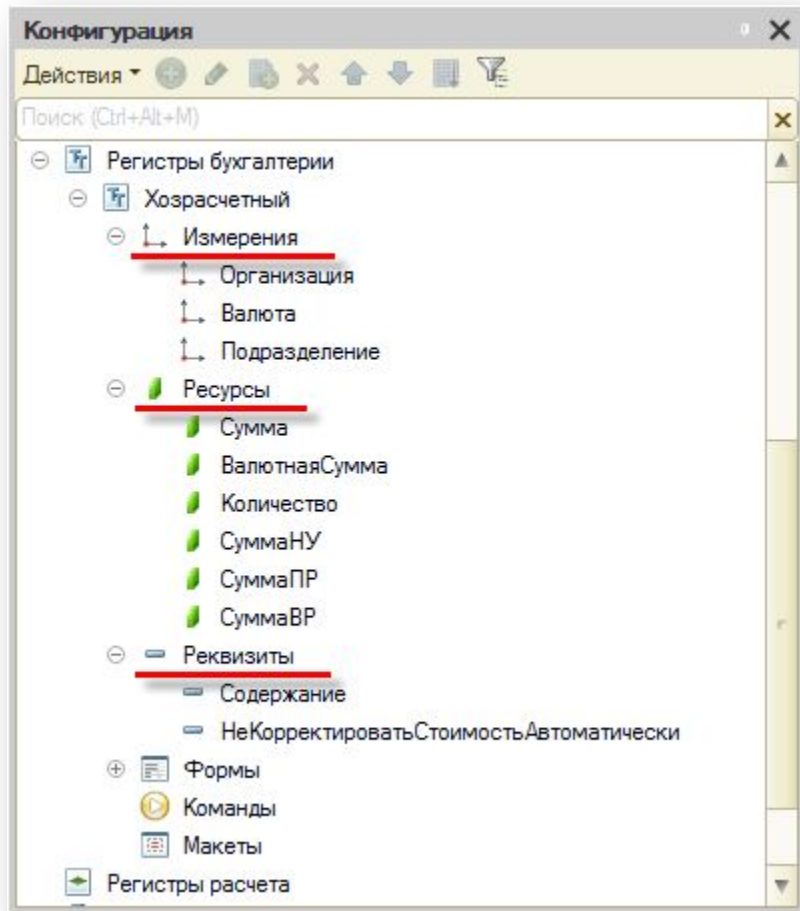 Конфигурация
Действия
Поиск (Ctrl+Alt+M)
Регистры бухгалтерии
Хозрасчетный
Измерения
Организация
Валюта
Подразделение
Ресурсы
Сумма
ВалютнаяСумма
Количество
СуммаНУ
СуммаПР
СуммаВР
Реквизиты
Содержание
НеКорректироватьСтоимостьАвтоматически
Формы
Команды
Макеты
Регистры расчета